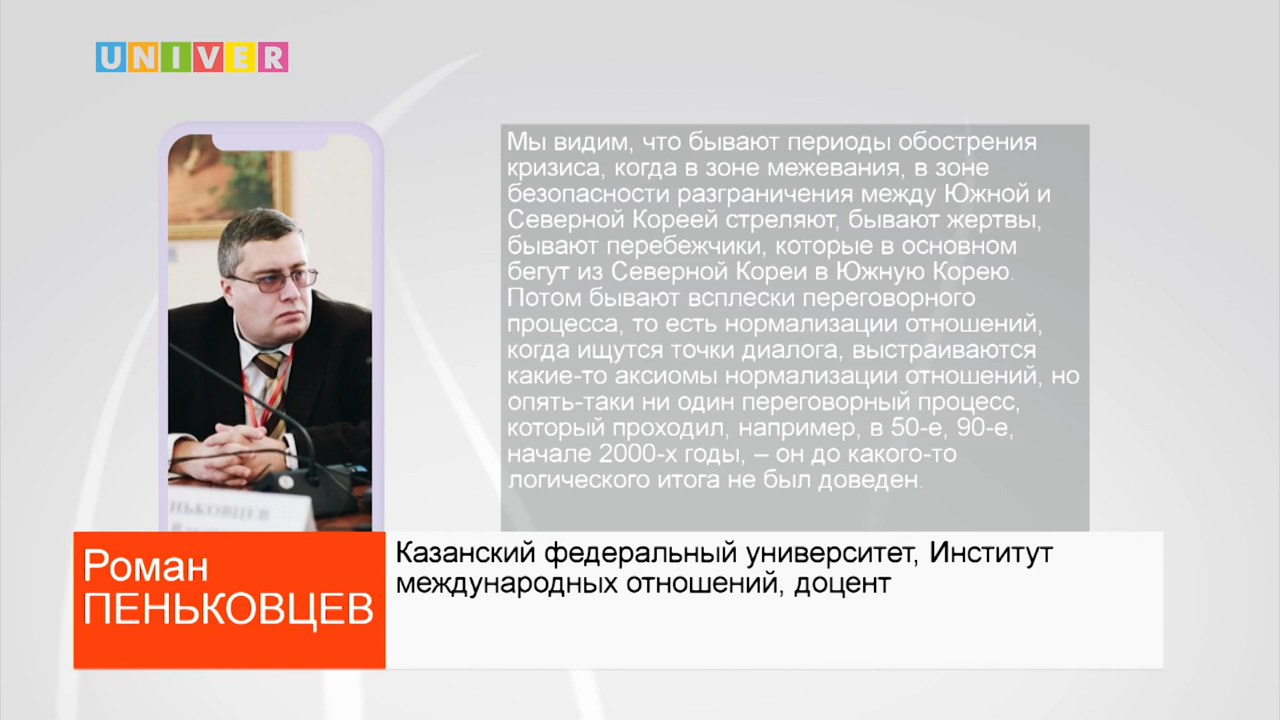 UNIVER
Мы видим, что бывают периоды обострения
кризиса, когда в зоне межевания, в зоне
безопасности разграничения между Южной и
Северной Кореей стреляют, бывают жертвы,
бывают перебежчики, которые в основном
бегут из Северной Кореи в Южную Корею.
Потом бывают всплески переговорного
процесса, то есть нормализации отношений,
когда ищутся точки диалога, выстраиваются
какие-то аксиомы нормализации отношений, но
опять-таки ни один переговорный процесс,
который проходил, например, в 50-е, 90-е,
начале 2000-х годы, – он до какого-то
логического итога не был доведен.
Роман
ПЕНЬКОВЦЕВ
Казанский федеральный университет, Институт
международных отношений, доцент